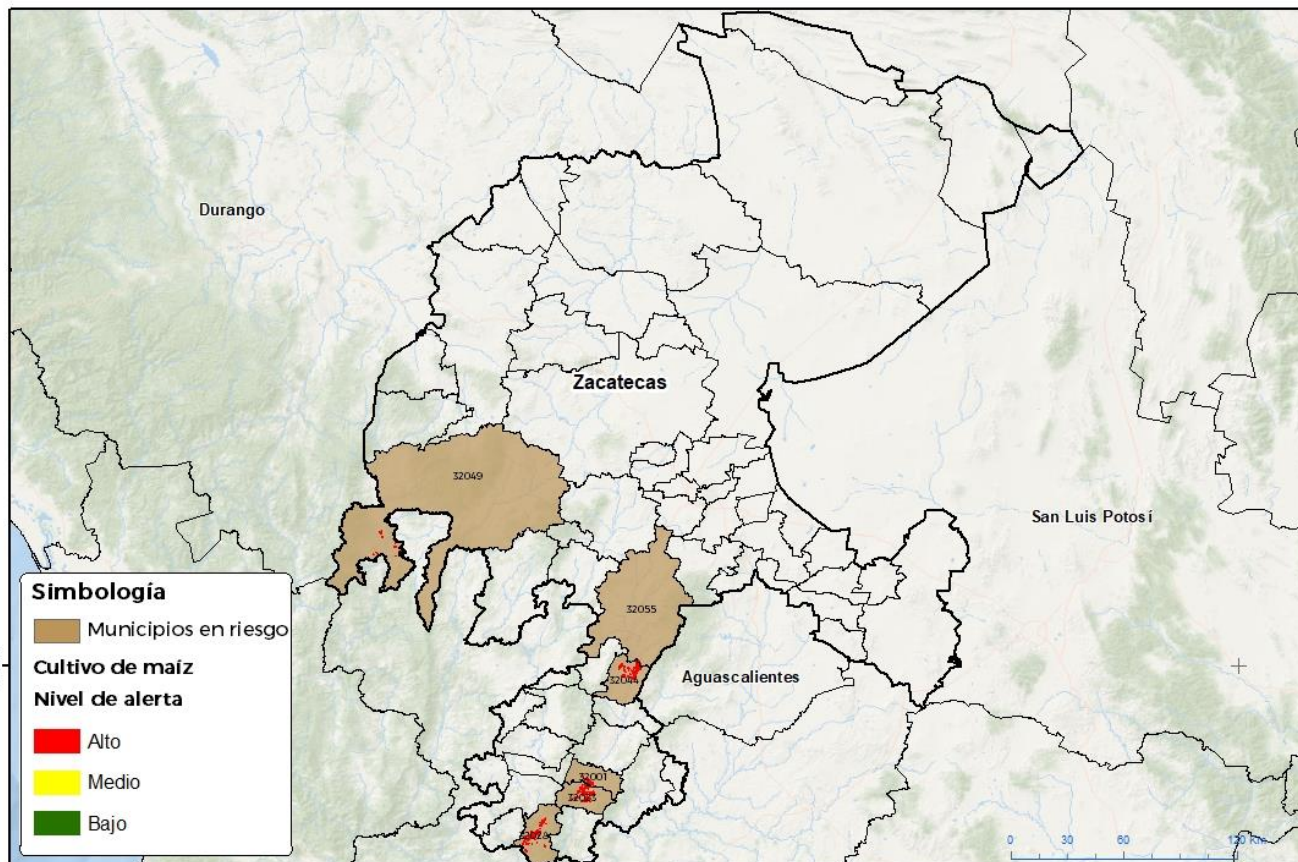 Durango
Zacatecas
32049
San Luis Potosí
32055
Aguascalientes
32044
32001
Simbología
Municipios en riesgo
Cultivo de maíz
Nivel de alerta
Alto
Medio
Bajo
0 30 60 120 Km